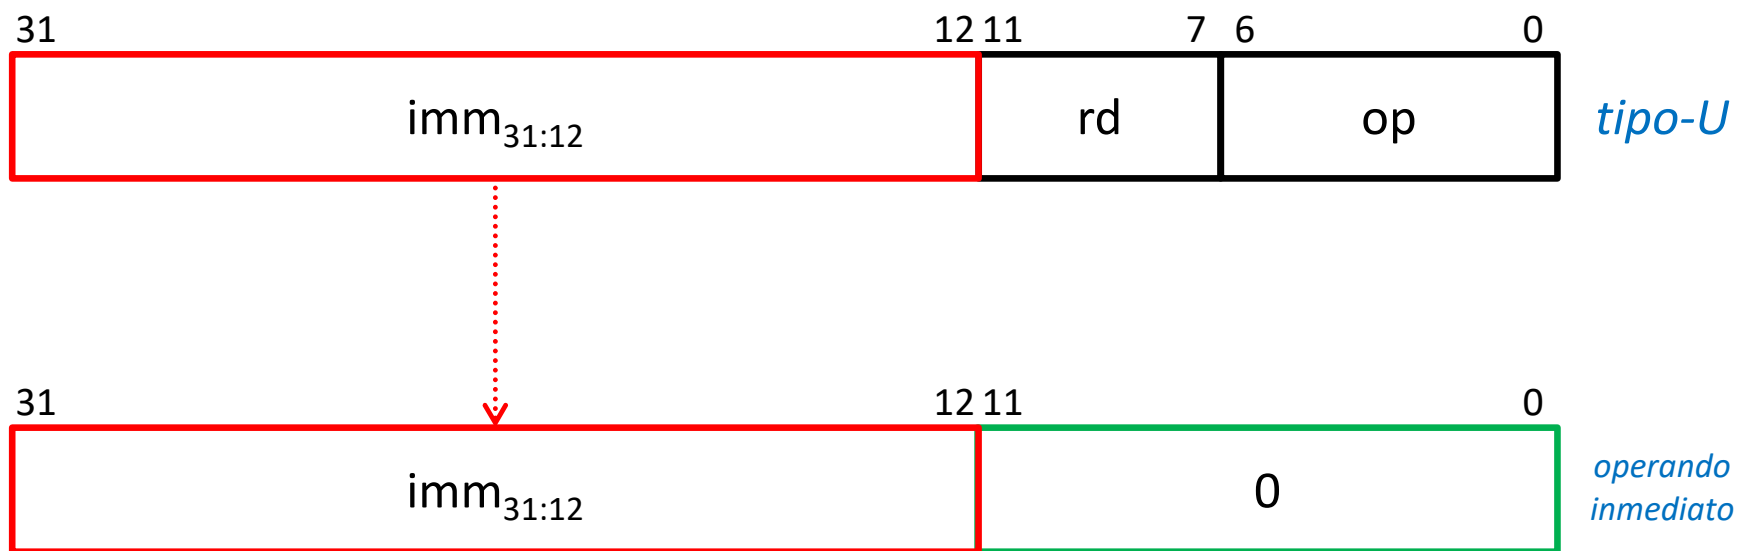 31 12 11 7 6 0
imm31:12 rd op tipo-U
31 12 11 0
imm31:12 0 operando
inmediato